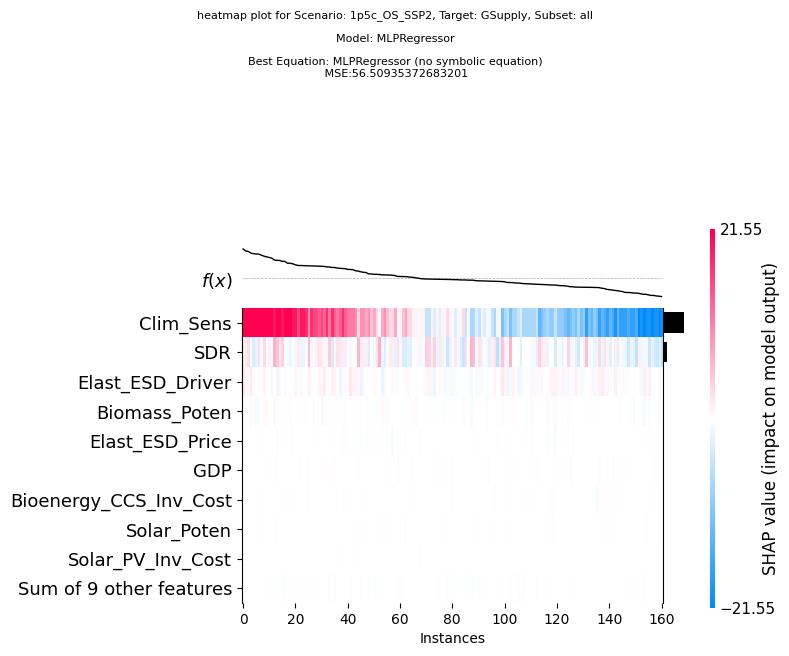 heatmap plot for Scenario: 1p5c_OS_SSP2, Target: GSupply, Subset: all
Model: MLPRegressor
Best Equation: MLPRegressor (no symbolic equation)
MSE:56.50935372683201
f(x)
Clim_Sens
SDR
Elast_ESD_Driver
Biomass_Poten
Elast_ESD_Price
GDP
Bioenergy_CCS_Inv_Cost
Solar_Poten
Solar_PV_Inv_Cost
Sum of 9 other features
0 20 40 60 80 100 120 140 160
Instances
21.55
SHAP value (impact on model output)
−21.55